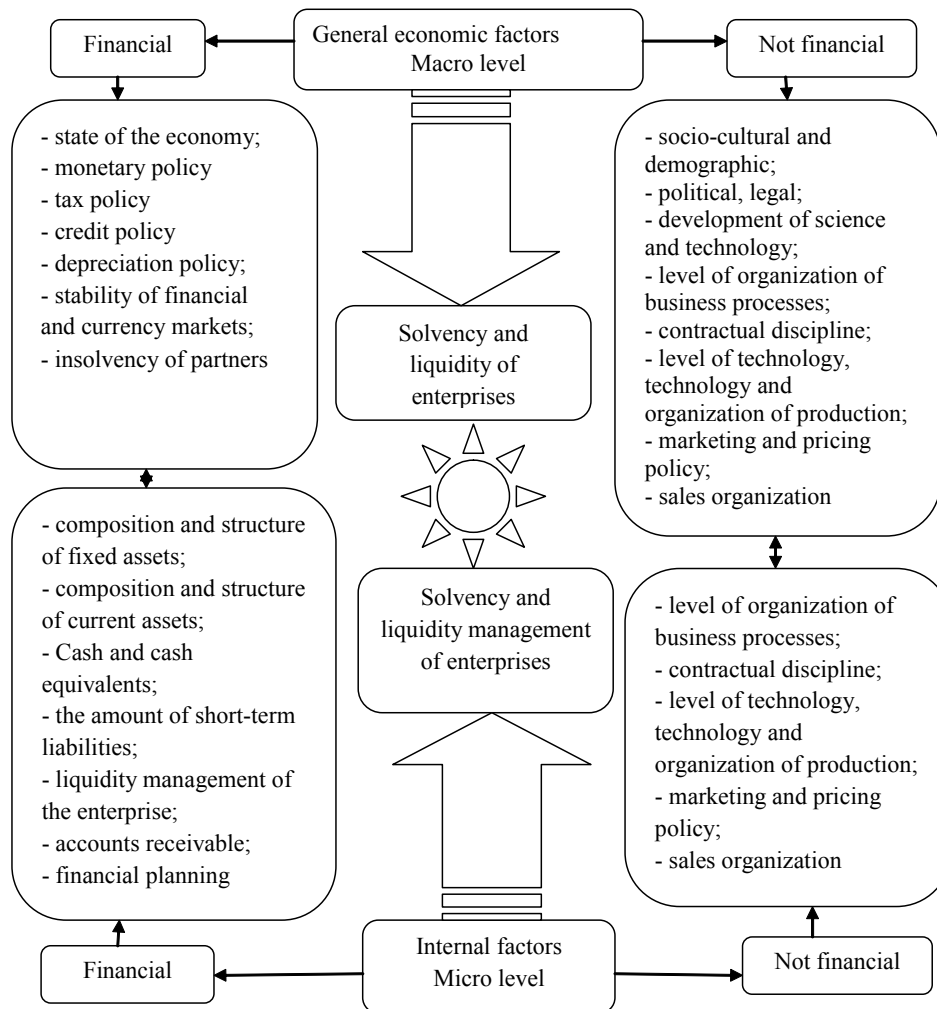 Financial
General economic factors
Macro level
Not financial
- state of the economy;
- monetary policy
- tax policy
- credit policy
- depreciation policy;
- stability of financial
and currency markets;
- insolvency of partners
- socio-cultural and
demographic;
- political, legal;
- development of science
and technology;
- level of organization of
business processes;
- contractual discipline;
- level of technology,
technology and
organization of production;
- marketing and pricing
policy;
- sales organization
Solvency and
liquidity of
enterprises
- composition and structure
of fixed assets;
- composition and structure
of current assets;
- Cash and cash
equivalents;
- the amount of short-term
liabilities;
- liquidity management of
the enterprise;
- accounts receivable;
- financial planning
Solvency and
liquidity management
of enterprises
- level of organization of
business processes;
- contractual discipline;
- level of technology,
technology and
organization of production;
- marketing and pricing
policy;
- sales organization
Financial
Internal factors
Micro level
Not financial